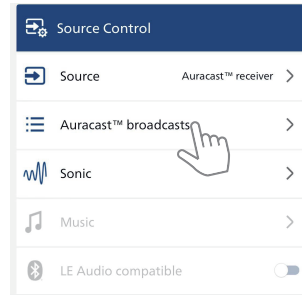 Source Control
Source Auracast™ receiver
Auracast™ broadcasts
Sonic
Music
LE Audio compatible